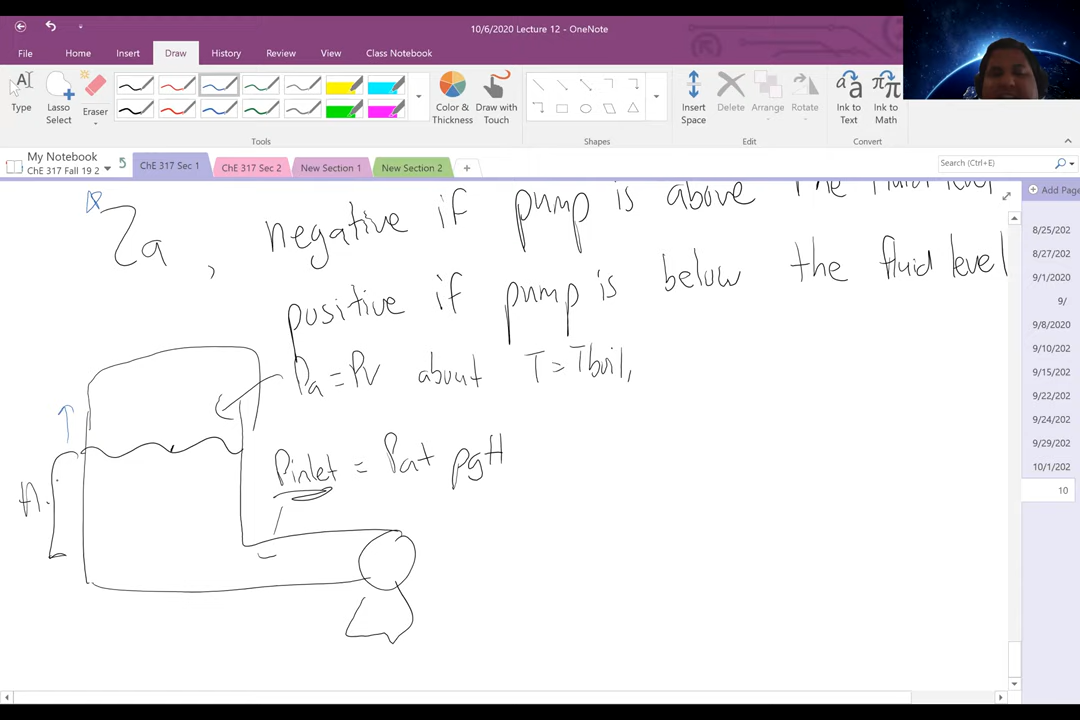 10/6/2020 Lecture 12 - OneNote
File Home Insert Draw History Review View Class Notebook
Type
Lasso Select
Eraser
Color & Thickness
Draw with Touch
Insert Space
Delete
Arrange
Rotate
Ink to Text
Ink to Math
Tools
Shapes
Edit
Convert
My Notebook
ChE 317 Fall 19 2
ChE 317 Sec 1
ChE 317 Sec 2
New Section 1
New Section 2
Search (Ctrl+E)
Add Page
8/25/202
8/27/202
9/1/2020
9/
9/8/2020
9/10/202
9/15/202
9/22/202
9/24/202
9/29/202
10/1/202
10
Za, negative if pump is above the fluid level
positive if pump is below the fluid level
Pa = Pv about T = Tboil,
Pinlet = Pa + ρgH
H